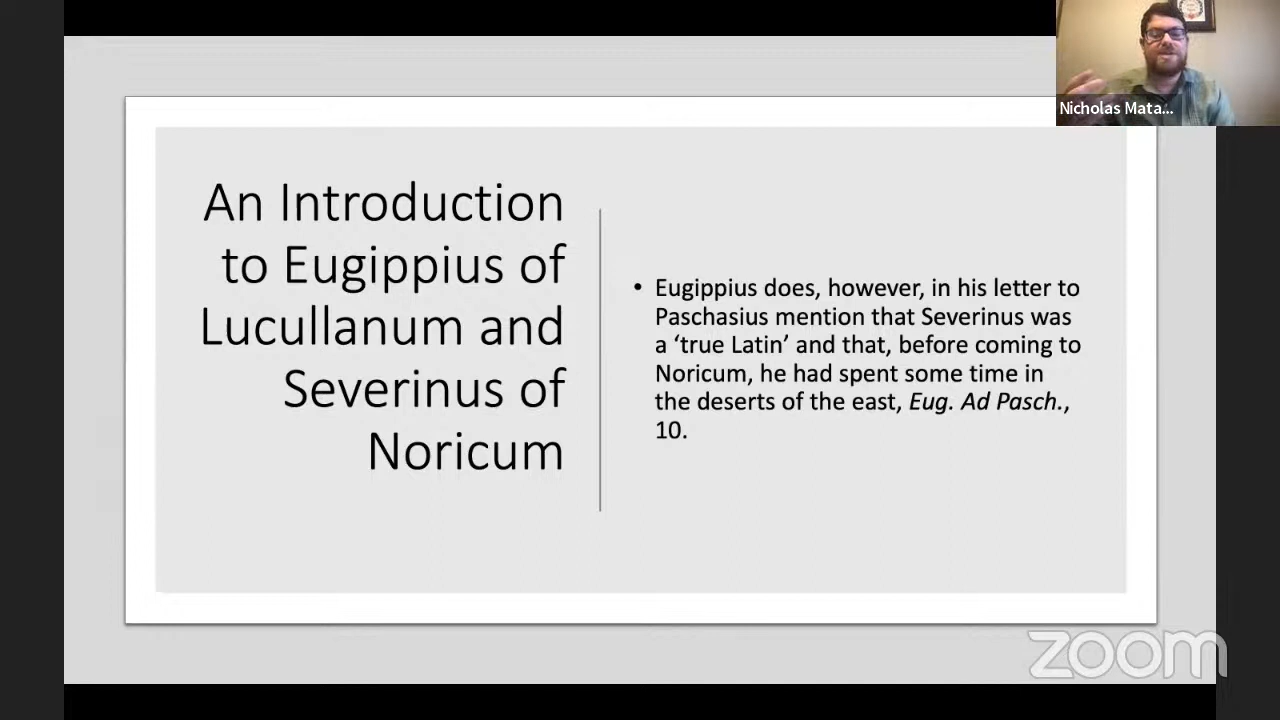 Nicholas Mata...
An Introduction
to Eugippius of
Lucullanum and
Severinus of
Noricum
• Eugippius does, however, in his letter to
Paschasius mention that Severinus was
a ‘true Latin’ and that, before coming to
Noricum, he had spent some time in
the deserts of the east, Eug. Ad Pasch.,
10.
zoom